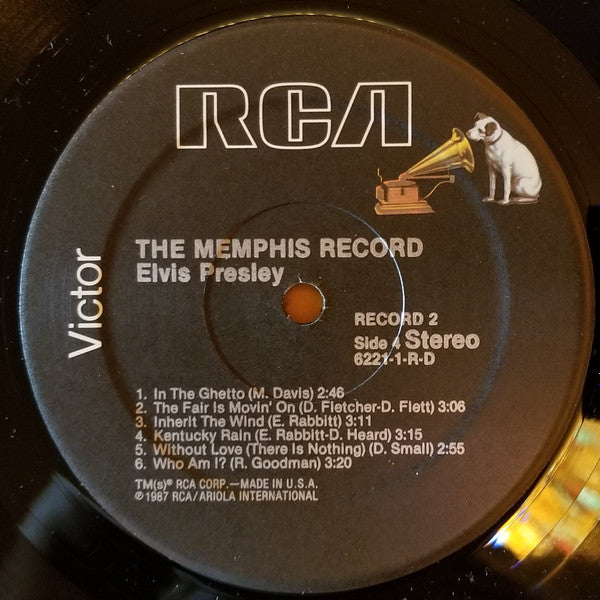 RCA
Victor
THE MEMPHIS RECORD
Elvis Presley
RECORD 2
Side 4 Stereo
6221-1-R-D
1. In The Ghetto (M. Davis) 2:46
2. The Fair Is Movin' On (D. Fletcher-D. Flett) 3:06
3. Inherit The Wind (E. Rabbitt) 3:11
4. Kentucky Rain (E. Rabbitt-D. Heard) 3:15
5. Without Love (There Is Nothing) (D. Small) 2:55
6. Who Am I? (R. Goodman) 3:20
TM(s)® RCA CORP.—MADE IN U.S.A.
℗1987 RCA/ARIOLA INTERNATIONAL